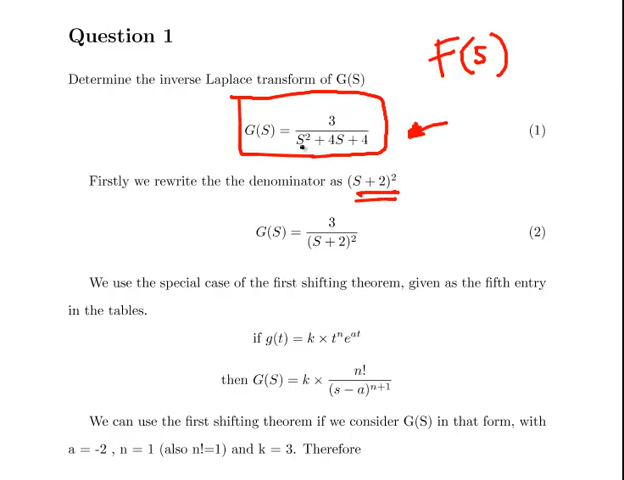 Question 1
F(s)
Determine the inverse Laplace transform of G(S)
G(S) = 3 / (S² + 4S + 4) (1)
Firstly we rewrite the the denominator as (S + 2)²
G(S) = 3 / (S + 2)² (2)
We use the special case of the first shifting theorem, given as the fifth entry
in the tables.
if g(t) = k × tⁿeᵃᵗ
then G(S) = k × n! / (s − a)ⁿ⁺¹
We can use the first shifting theorem if we consider G(S) in that form, with
a = -2 , n = 1 (also n!=1) and k = 3. Therefore